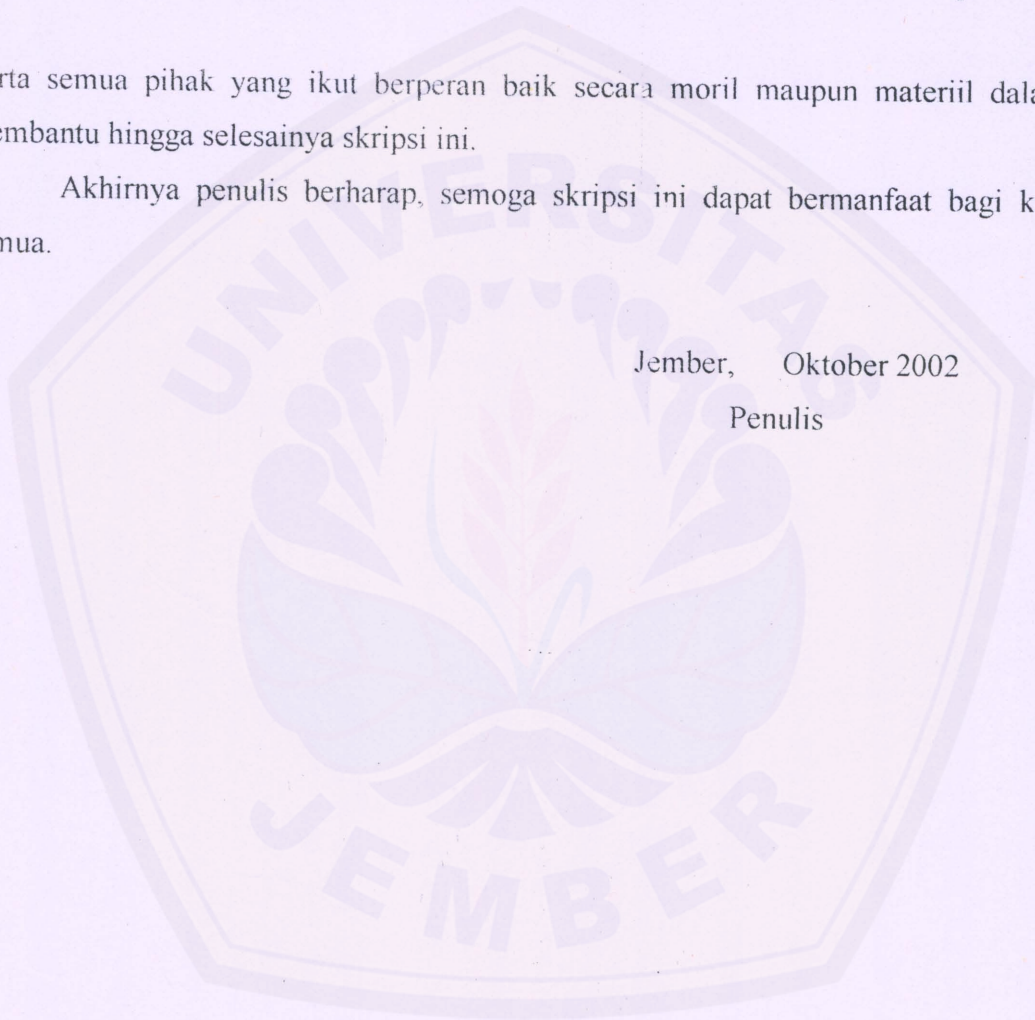 rta semua pihak yang ikut berperan baik secara moril maupun materiil dala
embantu hingga selesainya skripsi ini.
Akhirnya penulis berharap, semoga skripsi ini dapat bermanfaat bagi k
mua.
Jember, Oktober 2002
Penulis
UNIVERSITAS
JEMBER